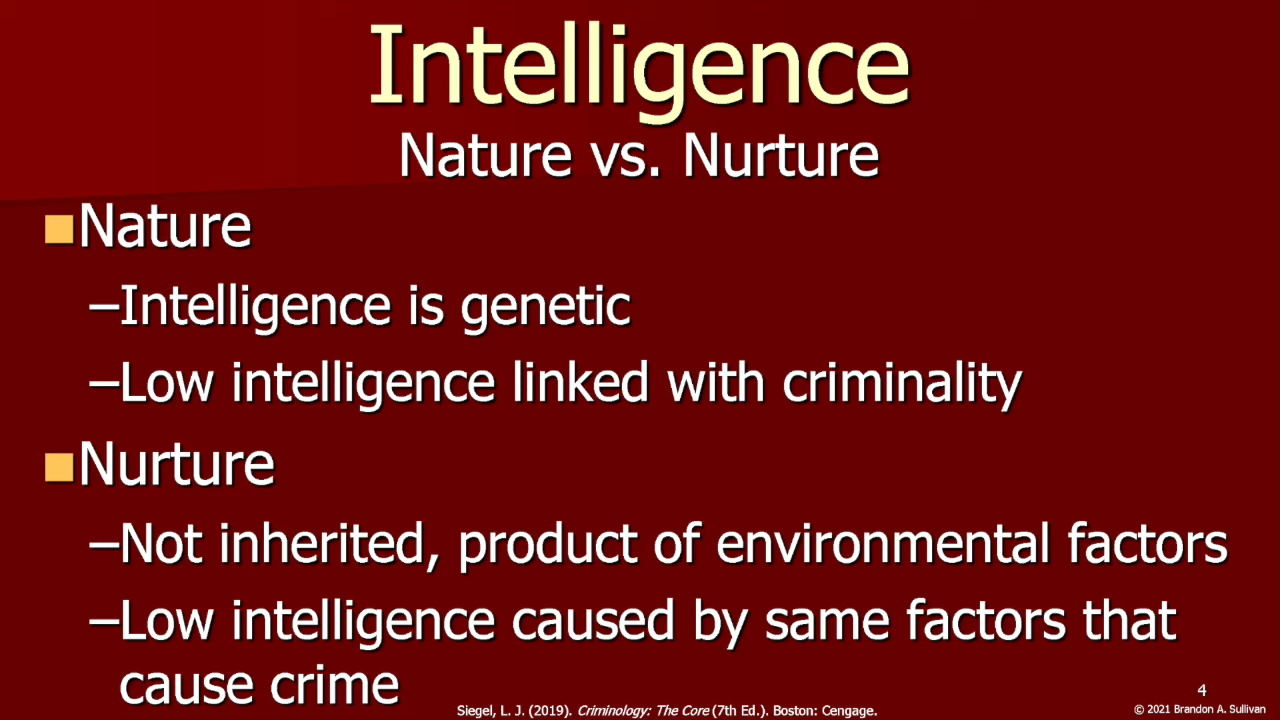 Intelligence
Nature vs. Nurture
Nature
–Intelligence is genetic
–Low intelligence linked with criminality
Nurture
–Not inherited, product of environmental factors
–Low intelligence caused by same factors that
cause crime
4
Siegel, L. J. (2019). Criminology: The Core (7th Ed.). Boston: Cengage.
© 2021 Brandon A. Sullivan